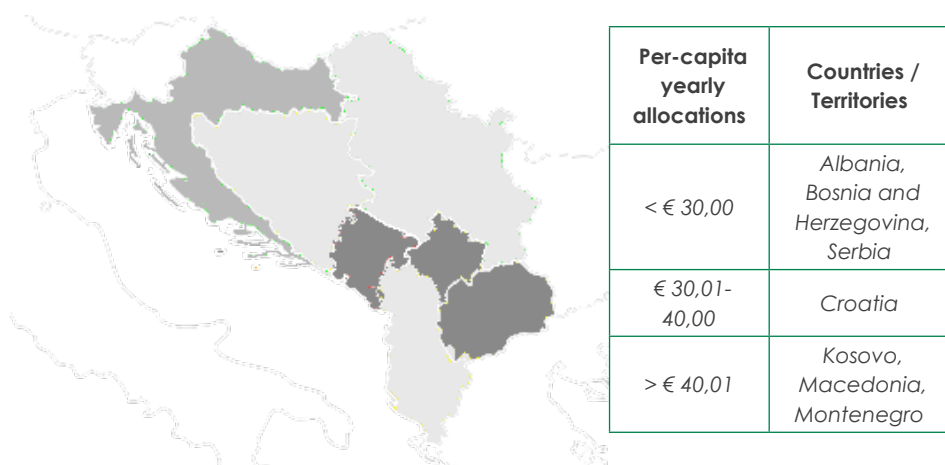 Per-capita
yearly
allocations
Countries /
Territories
< € 30,00
Albania,
Bosnia and
Herzegovina,
Serbia
€ 30,01-
40,00
Croatia
> € 40,01
Kosovo,
Macedonia,
Montenegro